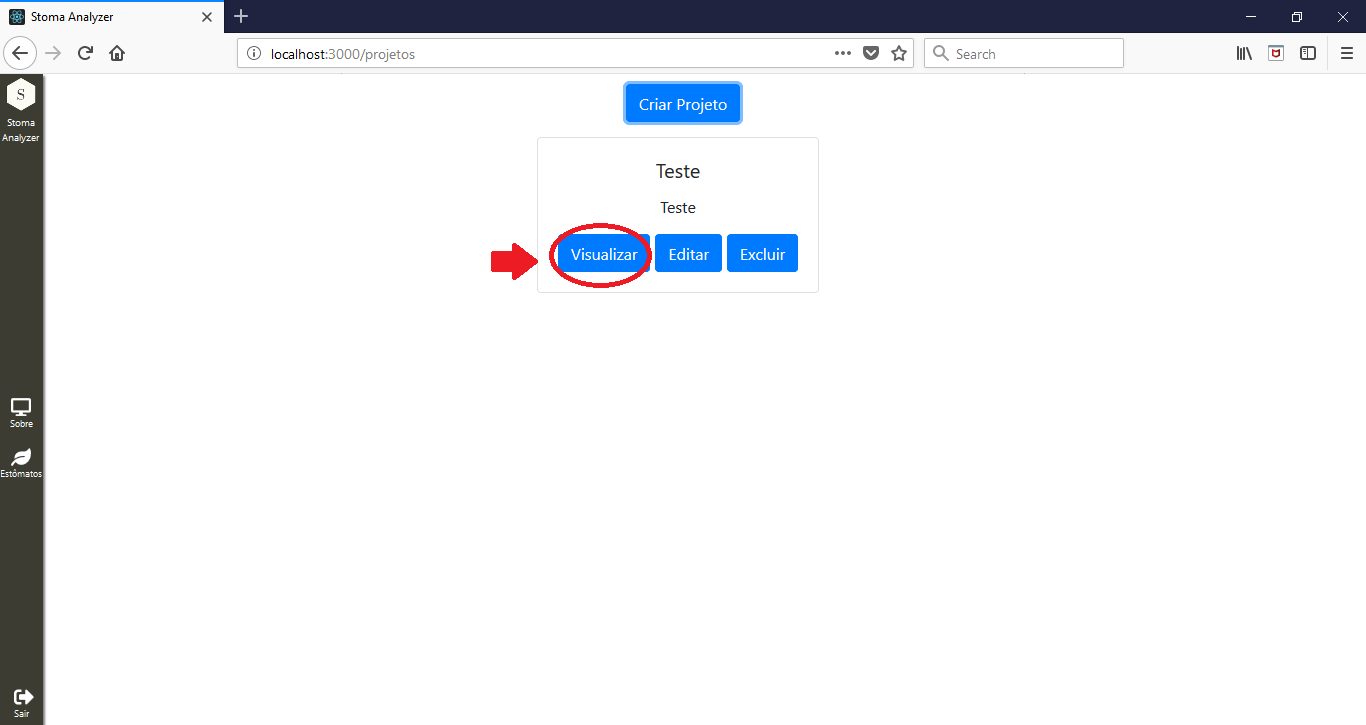 Stoma Analyzer
localhost:3000/projetos
Search
S
Stoma
Analyzer
Criar Projeto
Teste
Teste
Visualizar Editar Excluir
Sobre
Estômatos
Sair